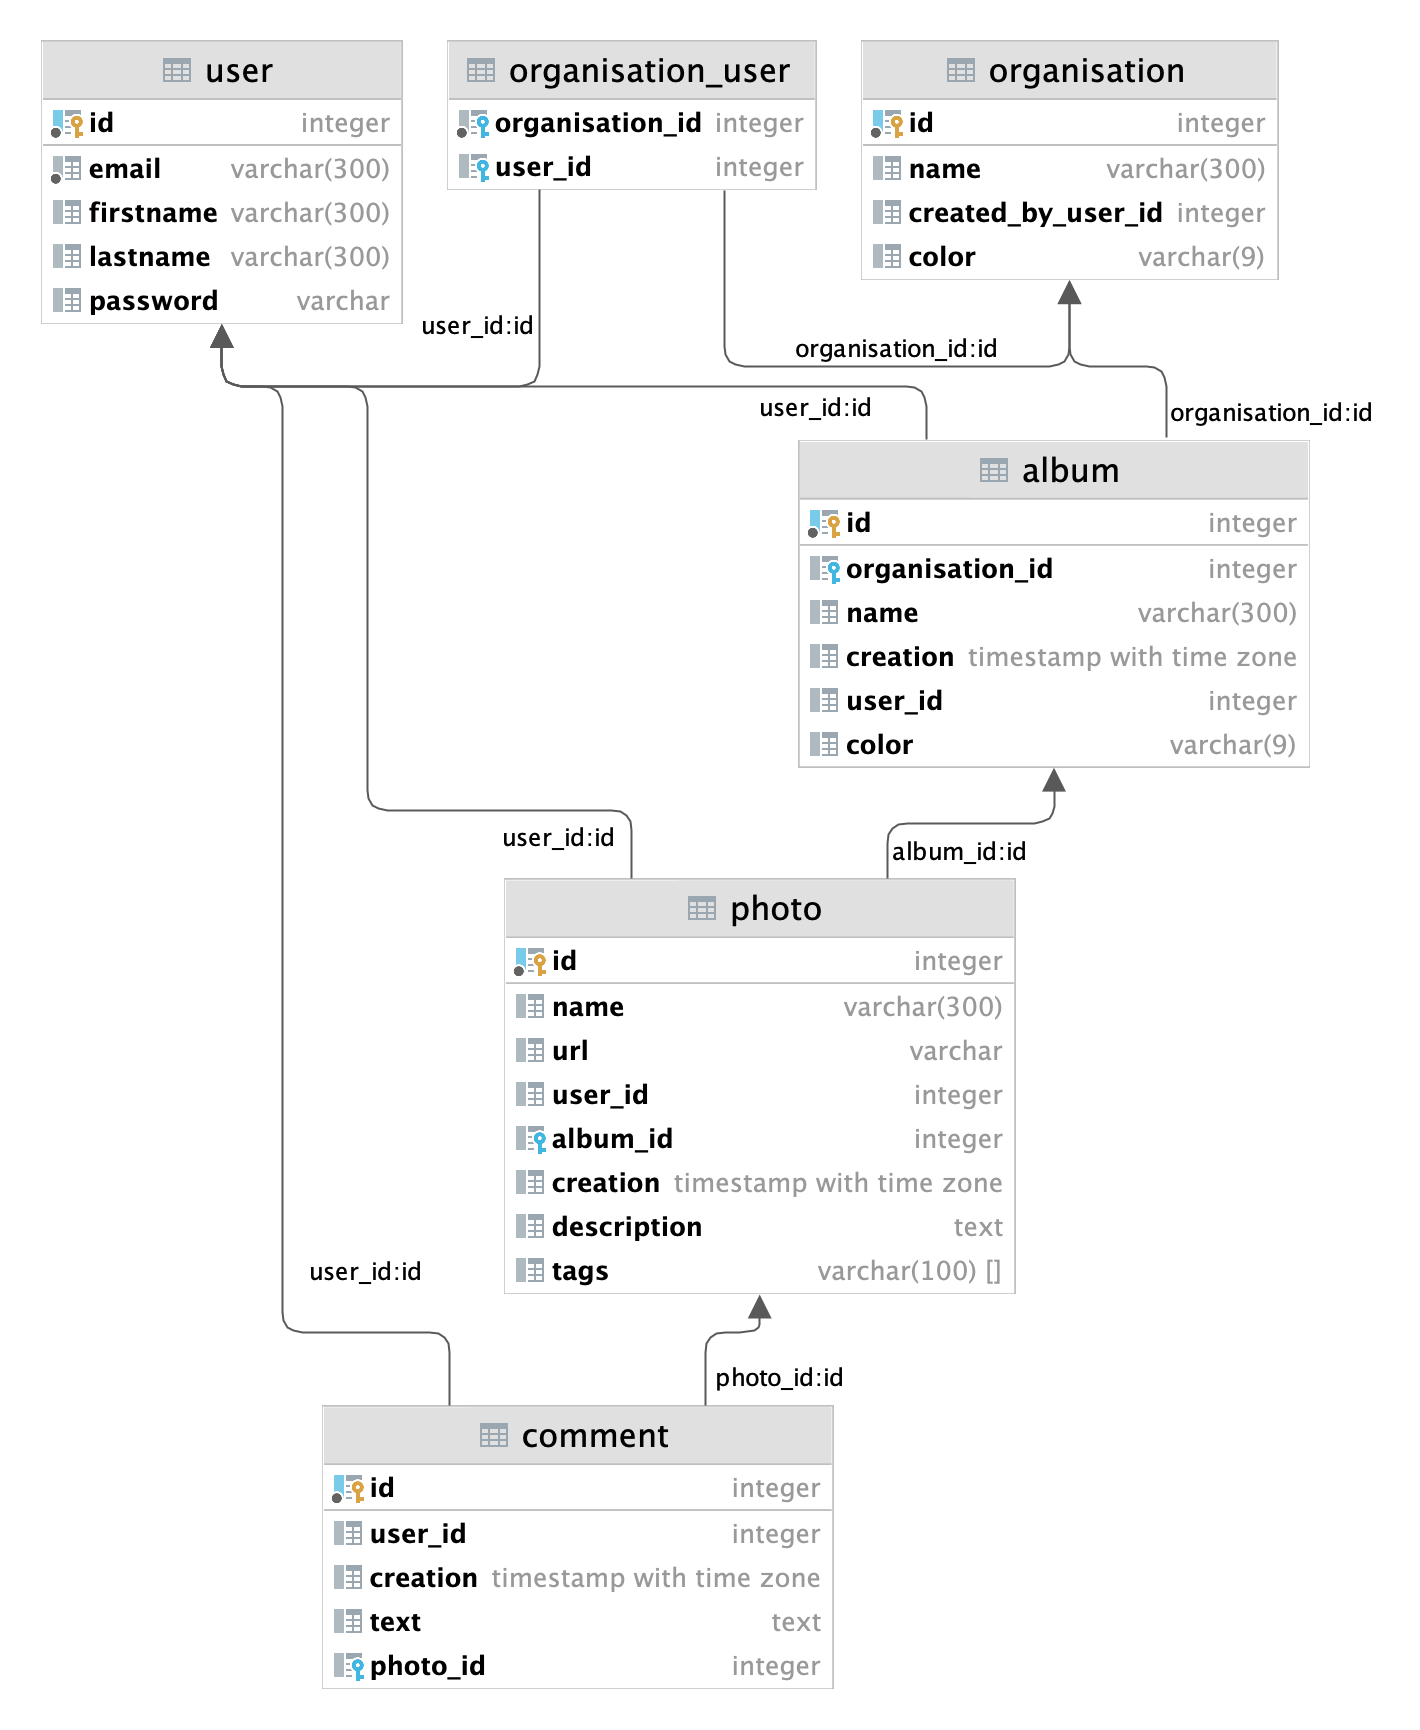 user
id integer
email varchar(300)
firstname varchar(300)
lastname varchar(300)
password varchar
organisation_user
organisation_id integer
user_id integer
organisation
id integer
name varchar(300)
created_by_user_id integer
color varchar(9)
user_id:id
organisation_id:id
user_id:id
organisation_id:id
album
id integer
organisation_id integer
name varchar(300)
creation timestamp with time zone
user_id integer
color varchar(9)
user_id:id
album_id:id
photo
id integer
name varchar(300)
url varchar
user_id integer
album_id integer
creation timestamp with time zone
description text
tags varchar(100) []
user_id:id
photo_id:id
comment
id integer
user_id integer
creation timestamp with time zone
text text
photo_id integer